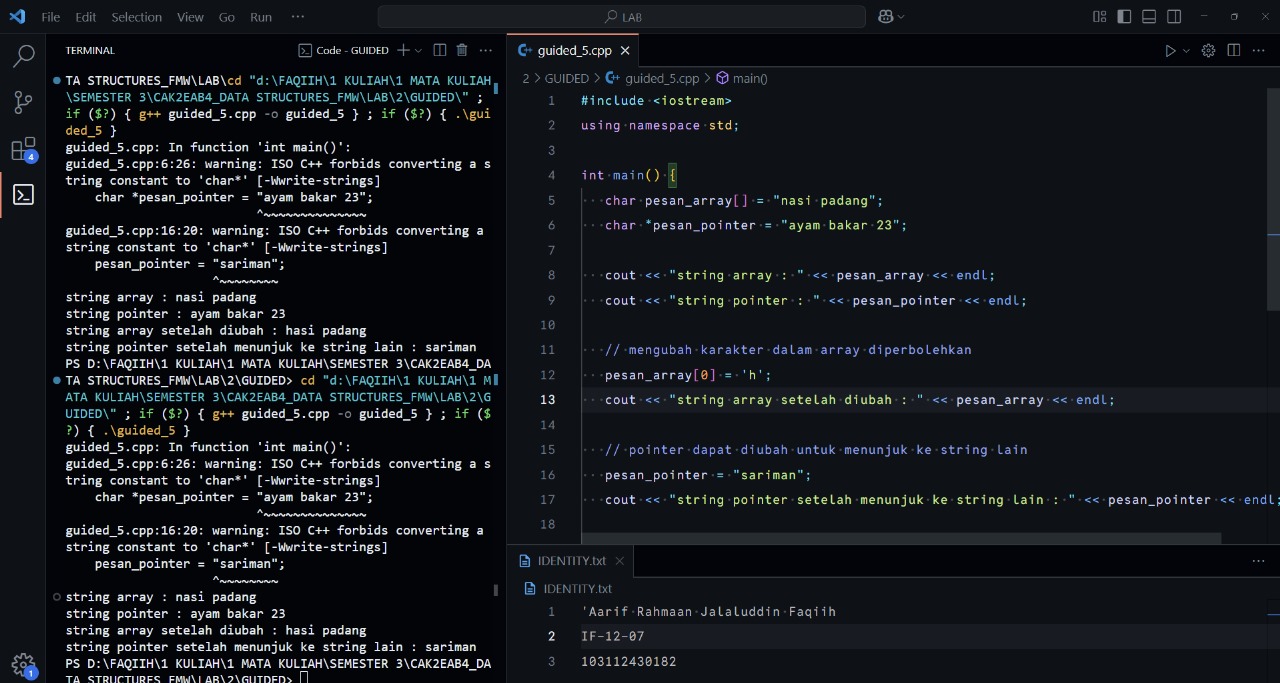 File Edit Selection View Go Run ··· LAB
TERMINAL
Code - GUIDED
TA STRUCTURES_FMW\LAB\cd "d:\FAQIIH\1 KULIAH\1 MATA KULIAH
\SEMESTER 3\CAK2EAB4_DATA STRUCTURES_FMW\LAB\2\GUIDED\" ;
if ($?) { g++ guided_5.cpp -o guided_5 } ; if ($?) { .\gui
ded_5 }
guided_5.cpp: In function 'int main()':
guided_5.cpp:6:26: warning: ISO C++ forbids converting a s
tring constant to 'char*' [-Wwrite-strings]
char *pesan_pointer = "ayam bakar 23";
^~~~~~~~~~~~~~~
guided_5.cpp:16:20: warning: ISO C++ forbids converting a
string constant to 'char*' [-Wwrite-strings]
pesan_pointer = "sariman";
^~~~~~~~~
string array : nasi padang
string pointer : ayam bakar 23
string array setelah diubah : hasi padang
string pointer setelah menunjuk ke string lain : sariman
PS D:\FAQIIH\1 KULIAH\1 MATA KULIAH\SEMESTER 3\CAK2EAB4_DA
TA STRUCTURES_FMW\LAB\2\GUIDED> cd "d:\FAQIIH\1 KULIAH\1 M
ATA KULIAH\SEMESTER 3\CAK2EAB4_DATA STRUCTURES_FMW\LAB\2\G
UIDED\" ; if ($?) { g++ guided_5.cpp -o guided_5 } ; if ($
?) { .\guided_5 }
guided_5.cpp: In function 'int main()':
guided_5.cpp:6:26: warning: ISO C++ forbids converting a s
tring constant to 'char*' [-Wwrite-strings]
char *pesan_pointer = "ayam bakar 23";
^~~~~~~~~~~~~~~
guided_5.cpp:16:20: warning: ISO C++ forbids converting a
string constant to 'char*' [-Wwrite-strings]
pesan_pointer = "sariman";
^~~~~~~~~
string array : nasi padang
string pointer : ayam bakar 23
string array setelah diubah : hasi padang
string pointer setelah menunjuk ke string lain : sariman
PS D:\FAQIIH\1 KULIAH\1 MATA KULIAH\SEMESTER 3\CAK2EAB4_DA
TA STRUCTURES_FMW\LAB\2\GUIDED>
4
1
guided_5.cpp
2 > GUIDED > guided_5.cpp > main()
1 #include <iostream>
2 using namespace std;
3
4 int main() {
5 char pesan_array[] = "nasi padang";
6 char *pesan_pointer = "ayam bakar 23";
7
8 cout << "string array : " << pesan_array << endl;
9 cout << "string pointer : " << pesan_pointer << endl;
10
11 // mengubah karakter dalam array diperbolehkan
12 pesan_array[0] = 'h';
13 cout << "string array setelah diubah : " << pesan_array << endl;
14
15 // pointer dapat diubah untuk menunjuk ke string lain
16 pesan_pointer = "sariman";
17 cout << "string pointer setelah menunjuk ke string lain : " << pesan_pointer << endl;
18
IDENTITY.txt
IDENTITY.txt
1 'Aarif Rahmaan Jalaluddin Faqiih
2 IF-12-07
3 103112430182